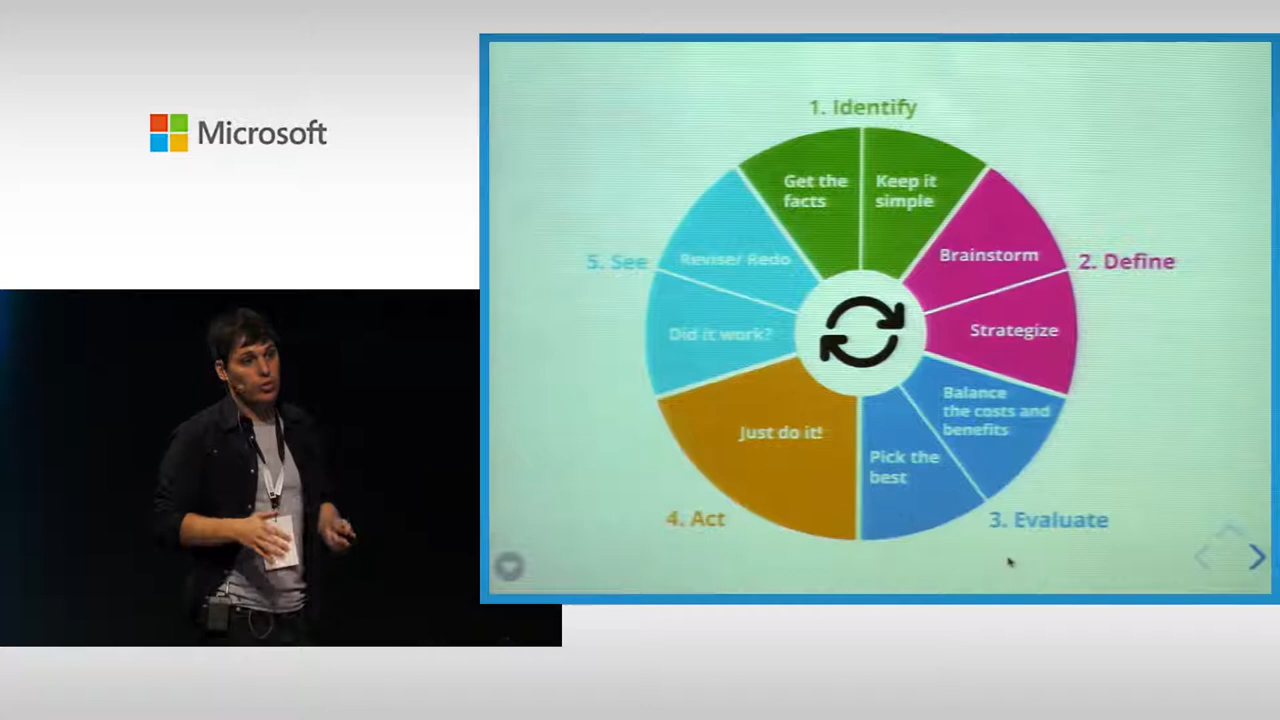 Microsoft
1. Identify
Get the
facts
Keep it
simple
Brainstorm
2. Define
Strategize
Balance
the costs and
benefits
Pick the
best
3. Evaluate
Just do it!
4. Act
Did it work?
Revise/ Redo
5. See